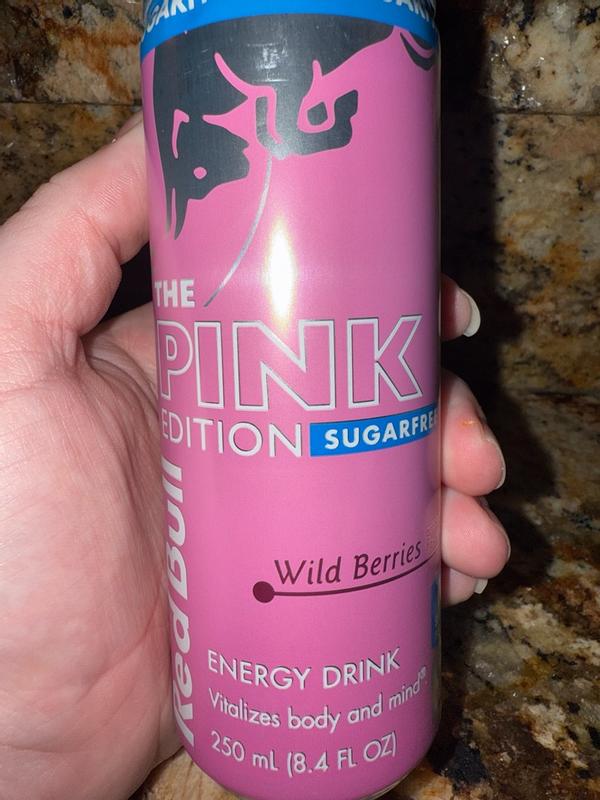 THE
PINK
EDITION SUGARFREE
Red Bull
Wild Berries
ENERGY DRINK
Vitalizes body and mind®.
250 mL (8.4 FL OZ)